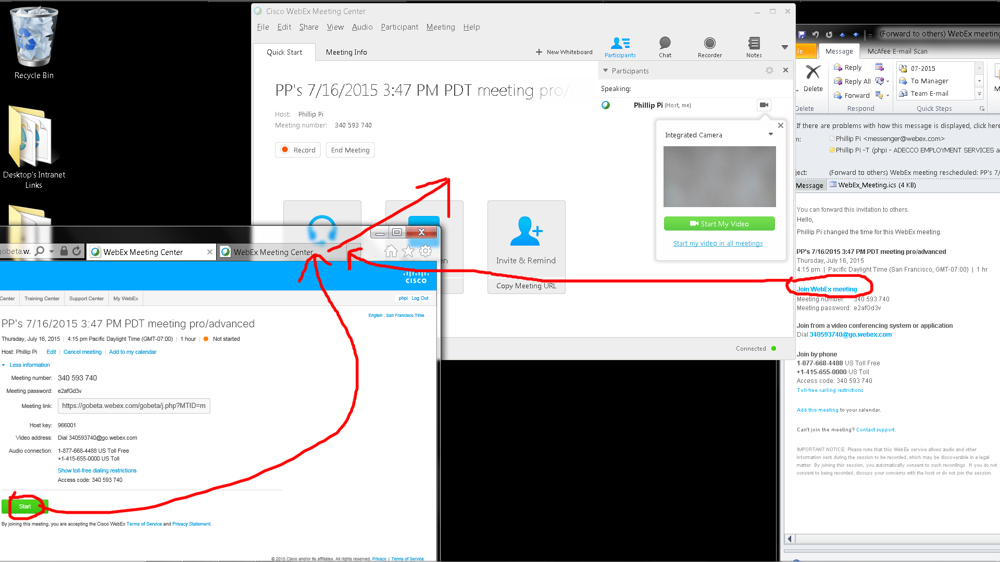 Recycle Bin
Desktop's Intranet
Links
Cisco WebEx Meeting Center
File Edit Share View Audio Participant Meeting Help
Quick Start
Meeting Info
New Whiteboard
Participants
Chat
Recorder
Notes
Participants
Speaking:
Phillip Pi (Host, me)
PP's 7/16/2015 3:47 PM PDT meeting pro/
Host: Phillip Pi
Meeting number: 340 593 740
Record
End Meeting
Integrated Camera
Start My Video
Start my video in all meetings
Invite & Remind
Copy Meeting URL
Connected
gobeta.w.
WebEx Meeting Center
WebEx Meeting Center
CISCO
Center
Training Center
Support Center
My WebEx
phpi Log Out
English : San Francisco Time
PP's 7/16/2015 3:47 PM PDT meeting pro/advanced
Thursday, July 16, 2015 | 4:15 pm Pacific Daylight Time (GMT-07:00) | 1 hour | Not started
Host: Phillip Pi Edit | Cancel meeting | Add to my calendar
Less information
Meeting number: 340 593 740
Meeting password: e2afGd3v
Meeting link: https://gobeta.webex.com/gobeta/j.php?MTID=m
Host key: 966001
Video address: Dial 340593740@go.webex.com
Audio connection: 1-877-668-4488 US Toll Free
+1-415-655-0000 US Toll
Show toll-free dialing restrictions
Access code: 340 593 740
Start
By joining this meeting, you are accepting the Cisco WebEx Terms of Service and Privacy Statement.
© 2015 Cisco and/or its affiliates. All rights reserved. Privacy | Terms of Service
(Forward to others) WebEx meeting
Message
McAfee E-mail Scan
Delete
Reply
Reply All
Forward
07-2015
To Manager
Team E-mail
Delete
Respond
Quick Steps
If there are problems with how this message is displayed, click here
Phillip Pi <messenger@webex.com>
Phillip Pi -T (phpi - ADECCO EMPLOYMENT SERVICES a
(Forward to others) WebEx meeting rescheduled: PP's 7/
Message
WebEx_Meeting.ics (4 KB)
You can forward this invitation to others.
Hello,
Phillip Pi changed the time for this WebEx meeting.
PP's 7/16/2015 3:47 PM PDT meeting pro/advanced
Thursday, July 16, 2015
4:15 pm | Pacific Daylight Time (San Francisco, GMT-07:00) | 1 hr
Join WebEx meeting
Meeting number: 340 593 740
Meeting password: e2afGd3v
Join from a video conferencing system or application
Dial 340593740@go.webex.com
Join by phone
1-877-668-4488 US Toll Free
+1-415-655-0000 US Toll
Access code: 340 593 740
Toll-free calling restrictions
Add this meeting to your calendar.
Can't join the meeting? Contact support.
IMPORTANT NOTICE: Please note that this WebEx service allows audio and other
information sent during the session to be recorded, which may be discoverable in a legal
matter. By joining this session, you automatically consent to such recordings. If you do not
consent to being recorded, discuss your concerns with the host or do not join the session.